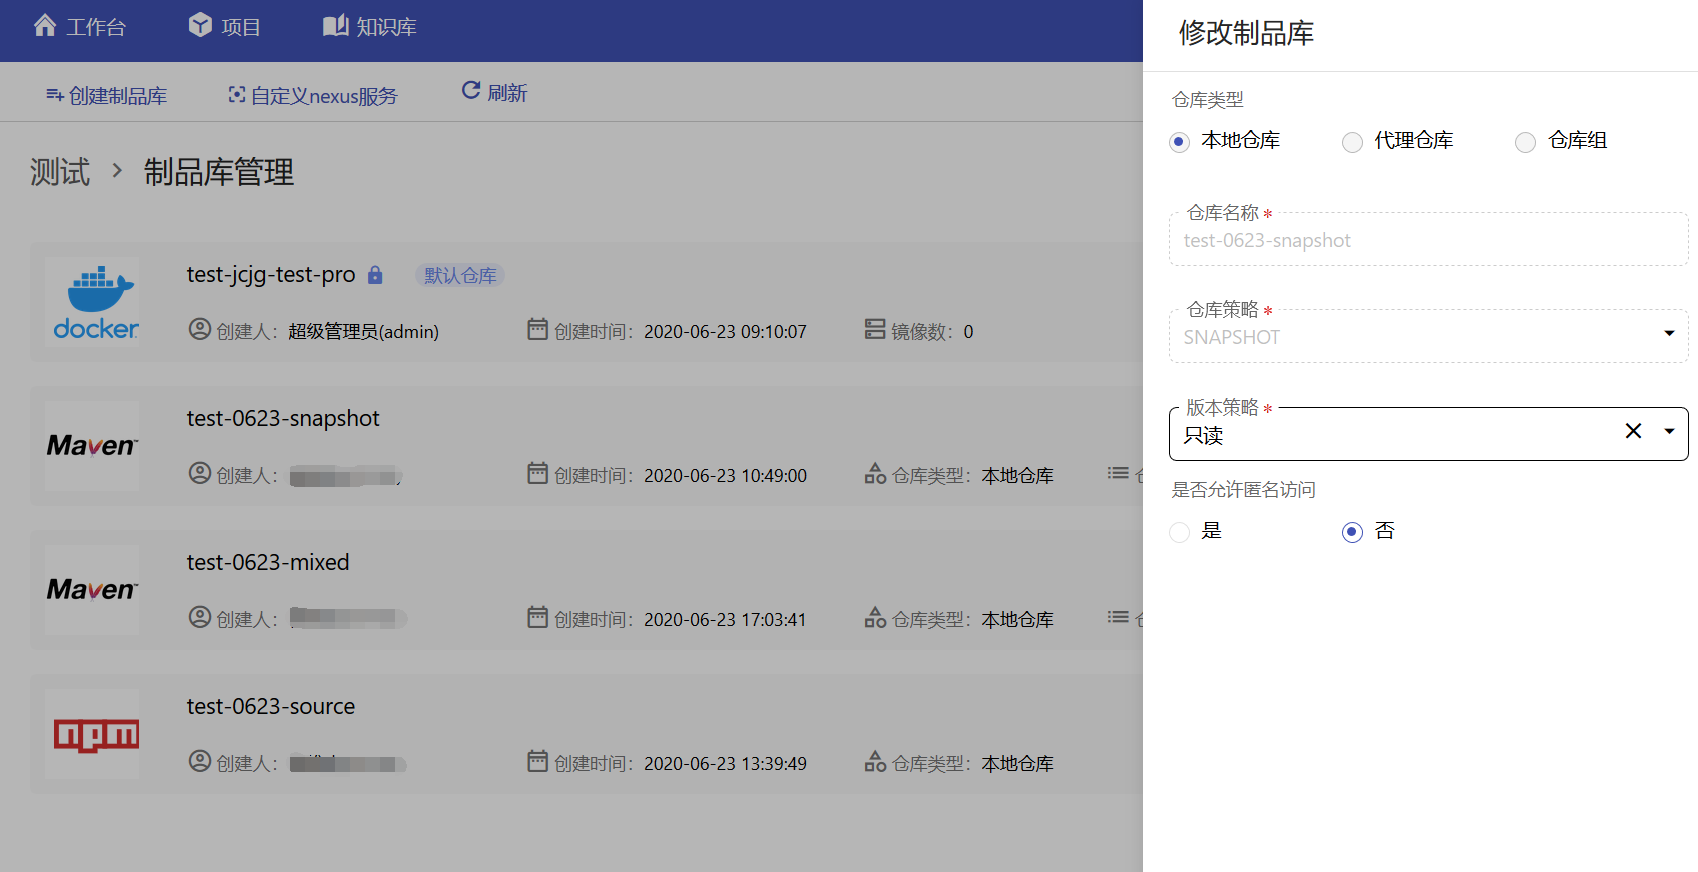 工作台
项目
知识库
创建制品库
自定义nexus服务
刷新
测试 > 制品库管理
docker
test-jcjg-test-pro
默认仓库
创建人：超级管理员(admin)
创建时间：2020-06-23 09:10:07
镜像数：0
Maven™
test-0623-snapshot
创建人：
创建时间：2020-06-23 10:49:00
仓库类型：本地仓库
Maven™
test-0623-mixed
创建人：
创建时间：2020-06-23 17:03:41
仓库类型：本地仓库
npm
test-0623-source
创建人：
创建时间：2020-06-23 13:39:49
仓库类型：本地仓库
修改制品库
仓库类型
本地仓库
代理仓库
仓库组
仓库名称 *
test-0623-snapshot
仓库策略 *
SNAPSHOT
版本策略 *
只读
是否允许匿名访问
是
否